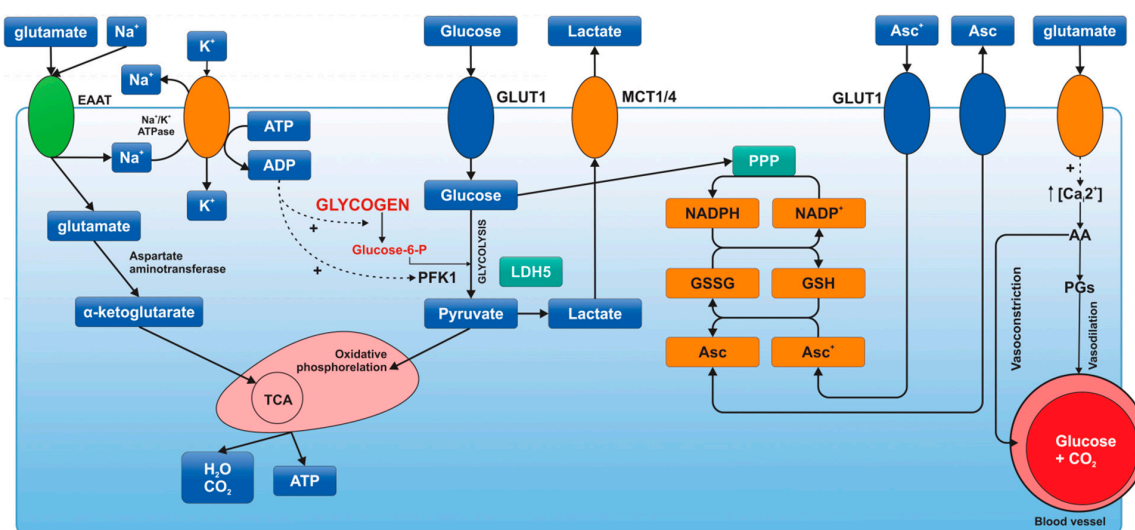 glutamate
Na⁺
K⁺
Glucose
Lactate
Asc⁺
Asc
glutamate
Na⁺
EAAT
Na⁺/K⁺
ATPase
GLUT1
MCT1/4
GLUT1
Na⁺
ATP
ADP
K⁺
PPP
+
↑ [Ca2⁺]
Glucose
GLYCOGEN
+
NADPH
NADP⁺
glutamate
Glucose-6-P
GLYCOLYSIS
AA
Aspartate
aminotransferase
+
PFK1
LDH5
GSSG
GSH
PGs
α-ketoglutarate
Pyruvate
Lactate
Vasoconstriction
Vasodilation
Asc
Asc⁺
Oxidative
phosphorelation
TCA
H₂O
CO₂
ATP
Glucose
+ CO₂
Blood vessel